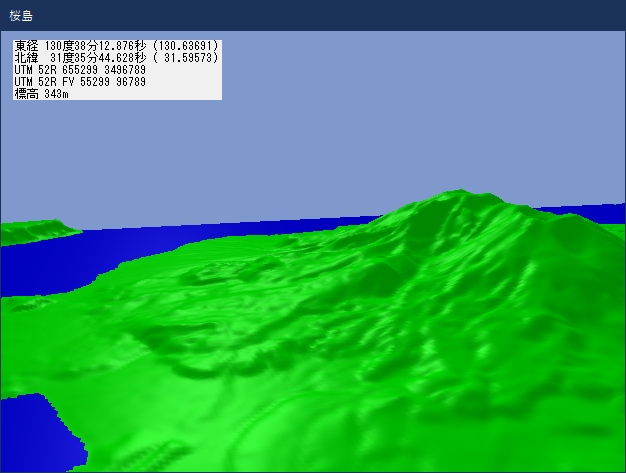 桜島
東経 130度38分12.876秒 (130.63691)
北緯  31度35分44.628秒 ( 31.59573)
UTM 52R 655299 3496789
UTM 52R FV 55299 96789
標高 343m